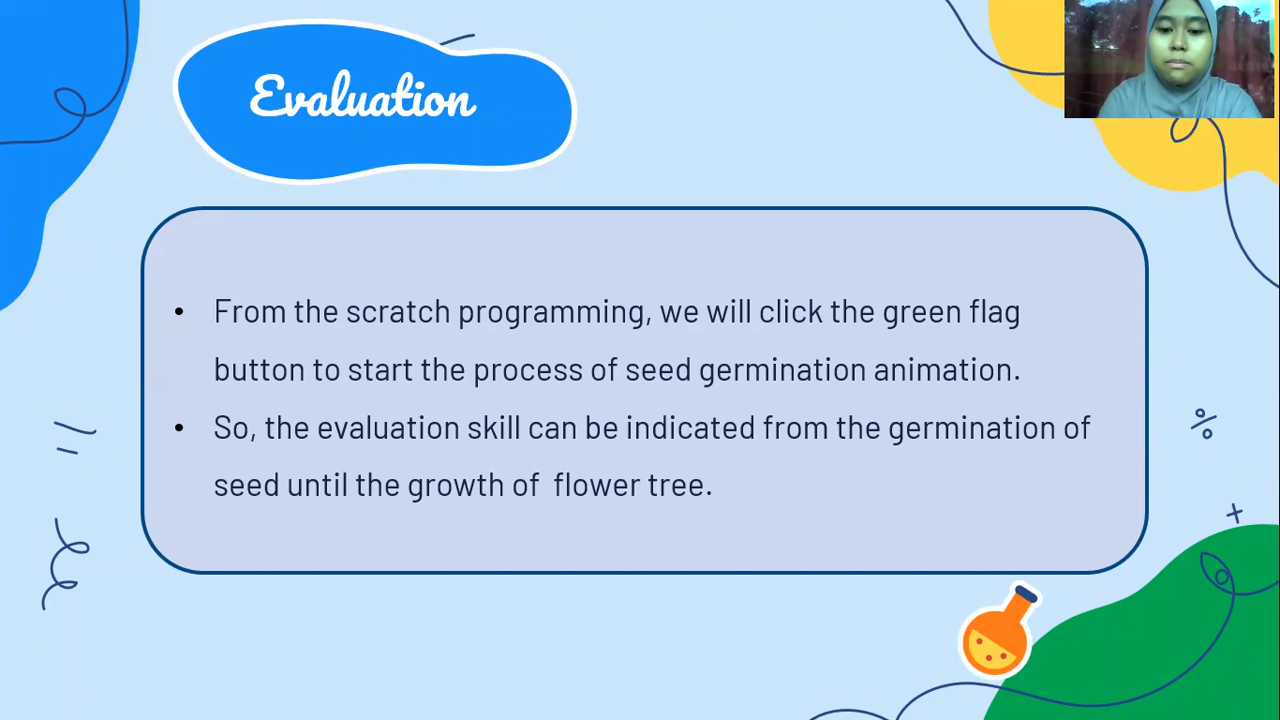 Evaluation
• From the scratch programming, we will click the green flag
button to start the process of seed germination animation.
• So, the evaluation skill can be indicated from the germination of
seed until the growth of  flower tree.
%
+